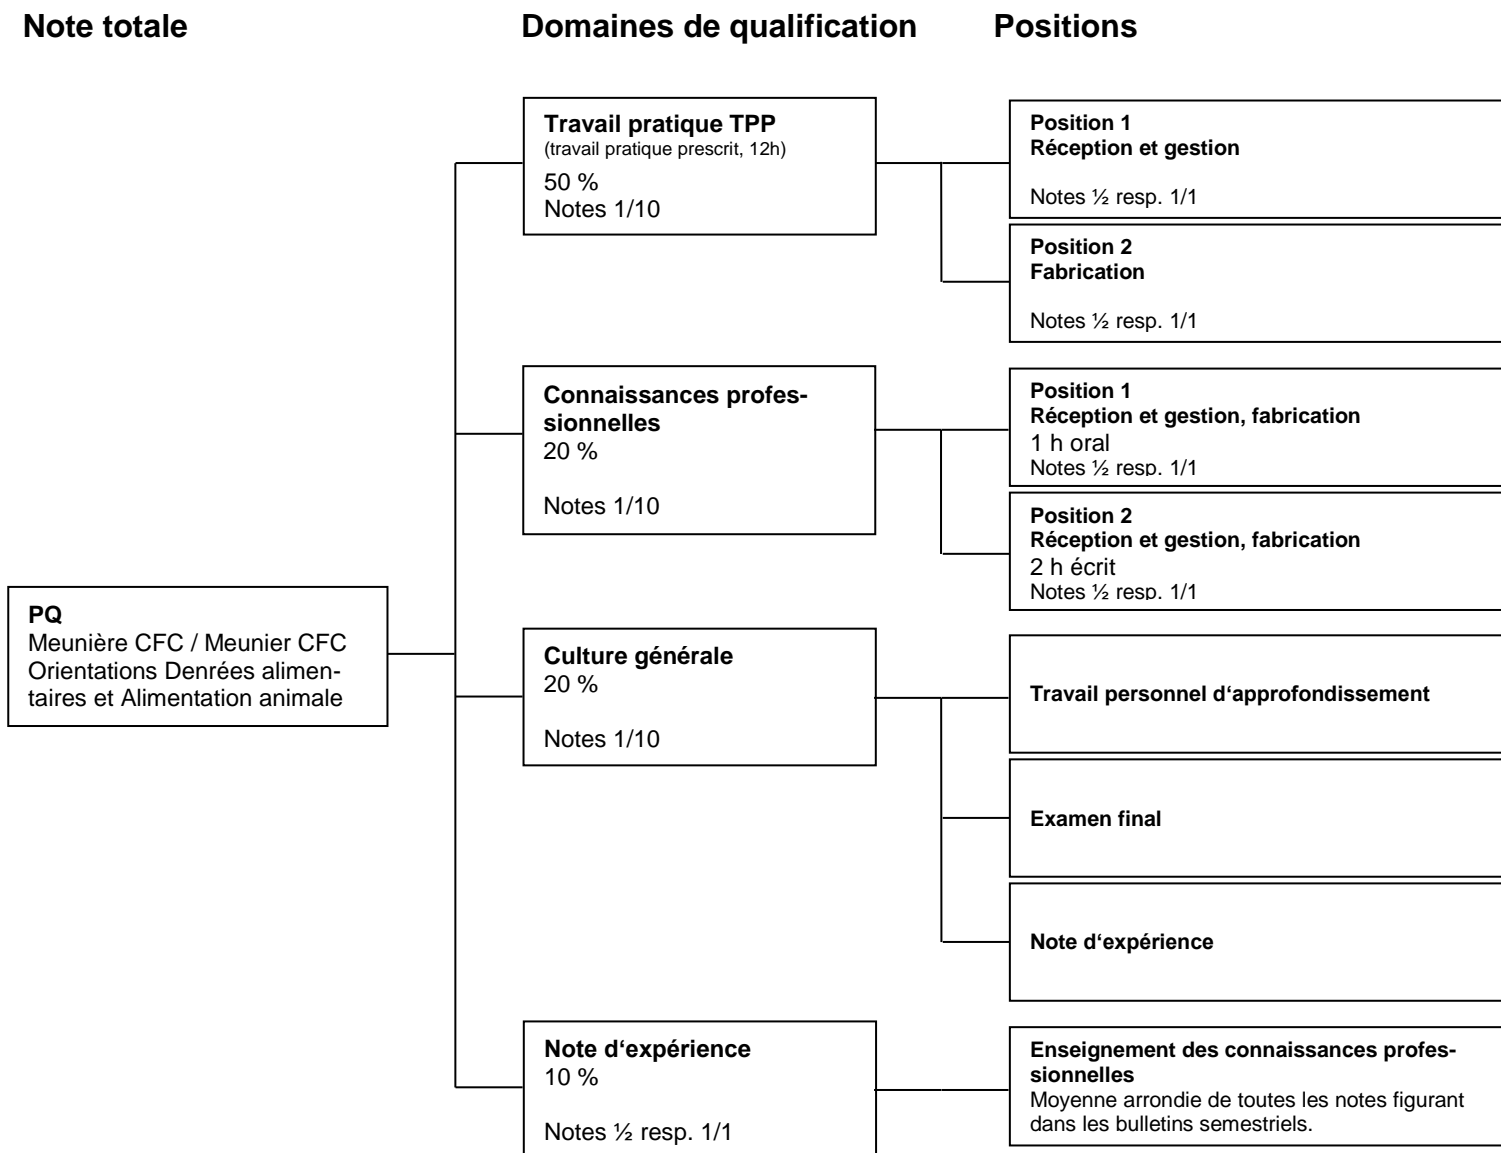 Note totale
Domaines de qualification
Positions
Travail pratique TPP
(travail pratique prescrit, 12h)
50 %
Notes 1/10
Position 1
Réception et gestion
Notes ½ resp. 1/1
Position 2
Fabrication
Notes ½ resp. 1/1
Connaissances profes-
sionnelles
20 %
Notes 1/10
Position 1
Réception et gestion, fabrication
1 h oral
Notes ½ resp. 1/1
Position 2
Réception et gestion, fabrication
2 h écrit
Notes ½ resp. 1/1
PQ
Meunière CFC / Meunier CFC
Orientations Denrées alimen-
taires et Alimentation animale
Culture générale
20 %
Notes 1/10
Travail personnel d‘approfondissement
Examen final
Note d‘expérience
Note d‘expérience
10 %
Notes ½ resp. 1/1
Enseignement des connaissances profes-
sionnelles
Moyenne arrondie de toutes les notes figurant
dans les bulletins semestriels.